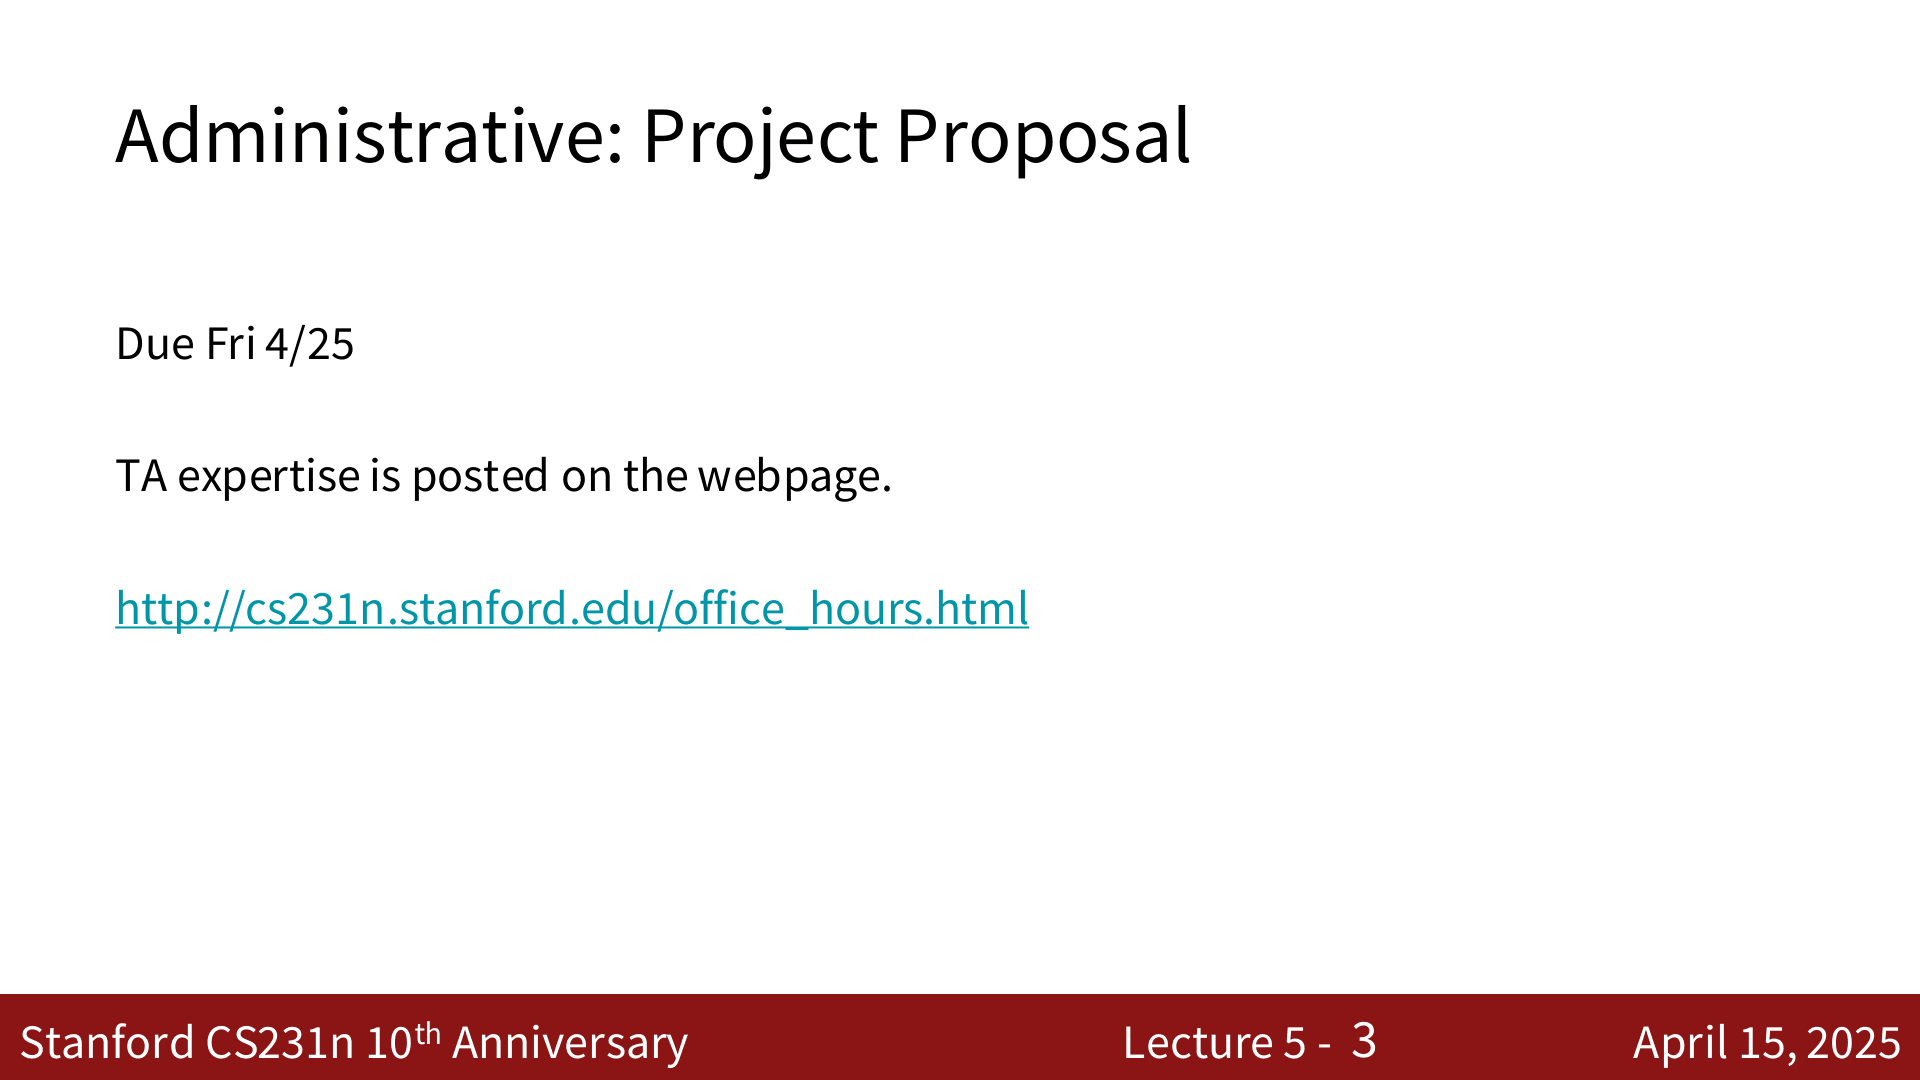 Administrative: Project Proposal
Due Fri 4/25
TA expertise is posted on the webpage.
http://cs231n.stanford.edu/office_hours.html
Stanford CS231n 10th Anniversary
Lecture 5 - 3
April 15, 2025